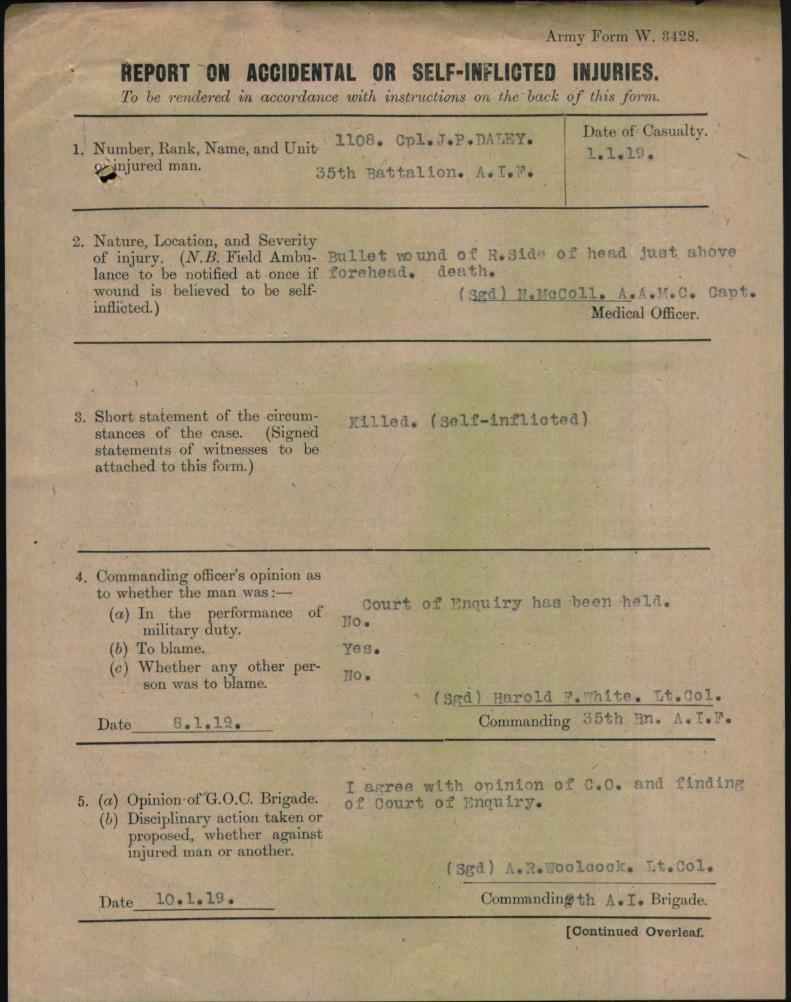 Army Form W. 3428.
REPORT ON ACCIDENTAL OR SELF-INFLICTED INJURIES.
To be rendered in accordance with instructions on the back of this form.
1. Number, Rank, Name, and Unit
or injured man.
1108. Cpl.J.P.DALEY.
35th Battalion. A.I.F.
Date of Casualty.
1.1.19.
2. Nature, Location, and Severity
of injury. (N.B. Field Ambu-
lance to be notified at once if
wound is believed to be self-
inflicted.)
Bullet wound of R.Side of head just above
forehead. death.
(Sgd) N.McColl. A.A.M.C. Capt.
Medical Officer.
3. Short statement of the circum-
stances of the case. (Signed
statements of witnesses to be
attached to this form.)
Killed. (Self-inflicted)
4. Commanding officer's opinion as
to whether the man was:—
(a) In the performance of
military duty.
(b) To blame.
(c) Whether any other per-
son was to blame.
Court of Enquiry has been held.
No.
Yes.
No.
(Sgd) Harold F.White. Lt.Col.
Date 8.1.19.
Commanding 35th Bn. A.I.F.
5. (a) Opinion of G.O.C. Brigade.
(b) Disciplinary action taken or
proposed, whether against
injured man or another.
I agree with opinion of C.O. and finding
of Court of Enquiry.
(Sgd) A.R.Woolcock. Lt.Col.
Date 10.1.19.
Commanding 9th A.I. Brigade.
[Continued Overleaf.